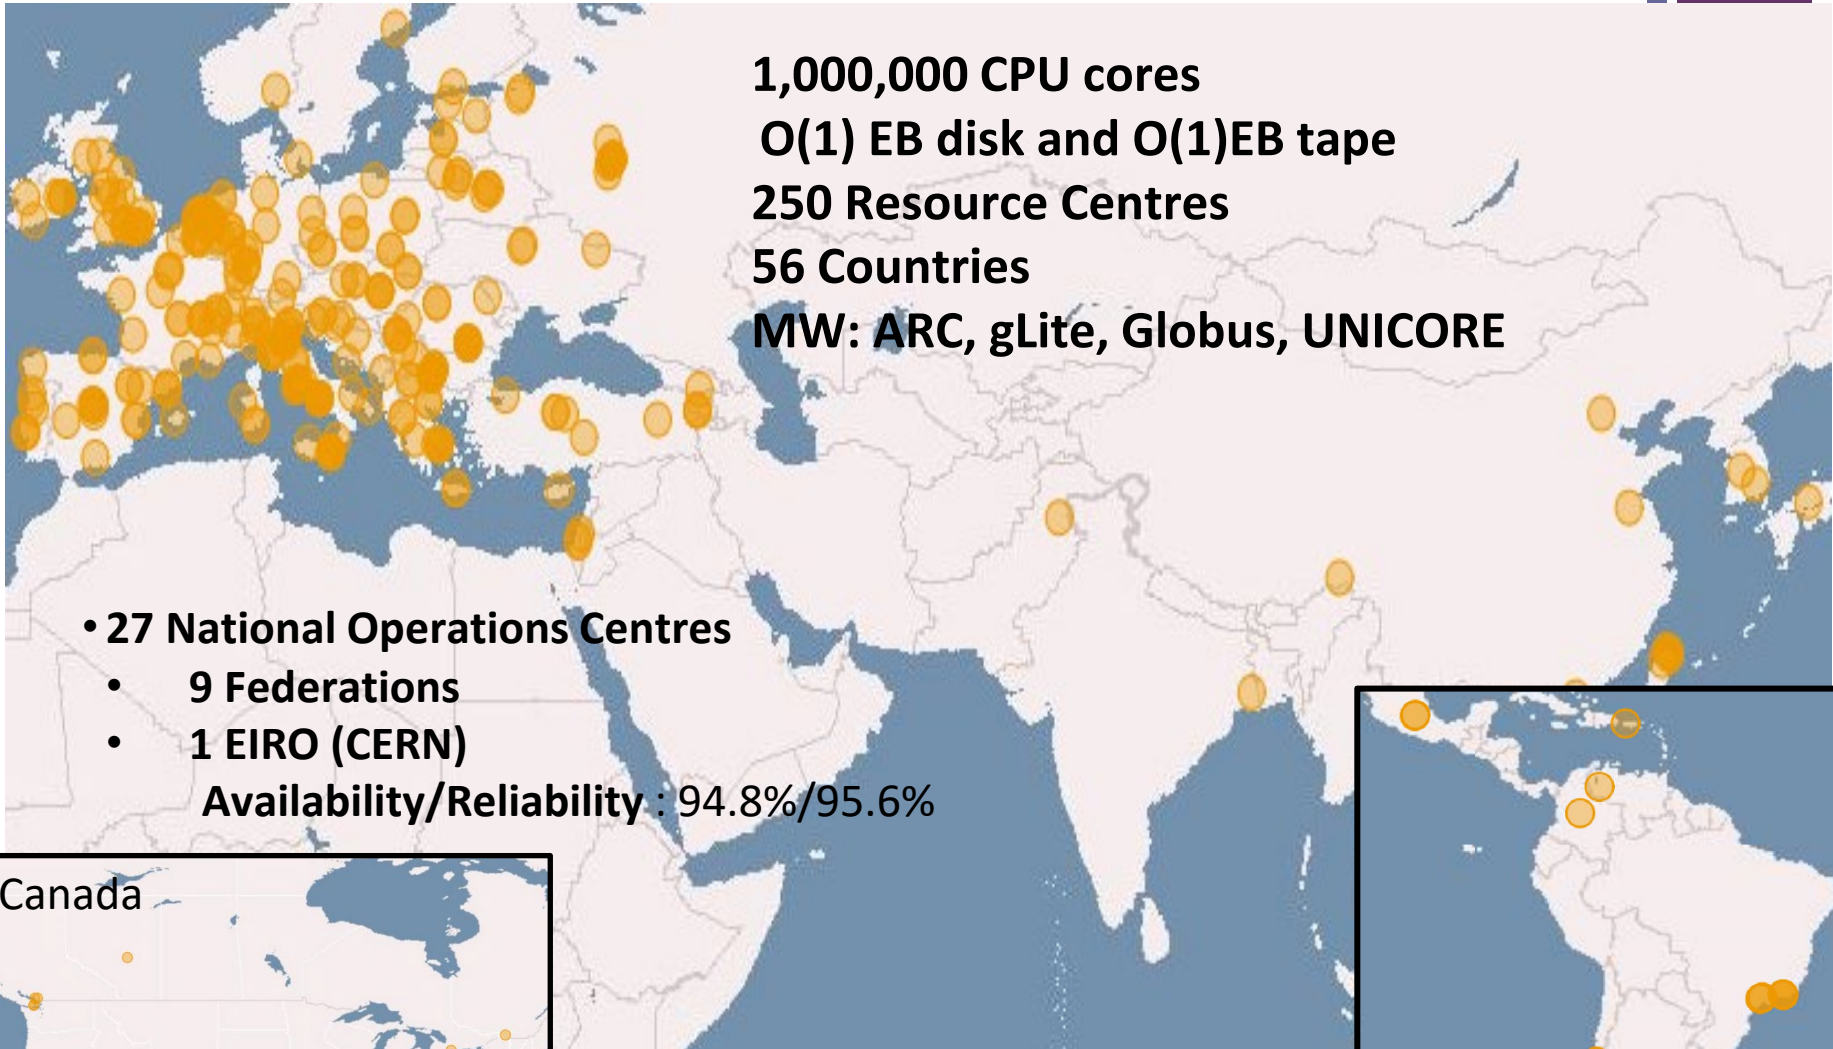 1,000,000 CPU cores
O(1) EB disk and O(1)EB tape
250 Resource Centres
56 Countries
MW: ARC, gLite, Globus, UNICORE
• 27 National Operations Centres
• 9 Federations
• 1 EIRO (CERN)
Availability/Reliability : 94.8%/95.6%
Canada